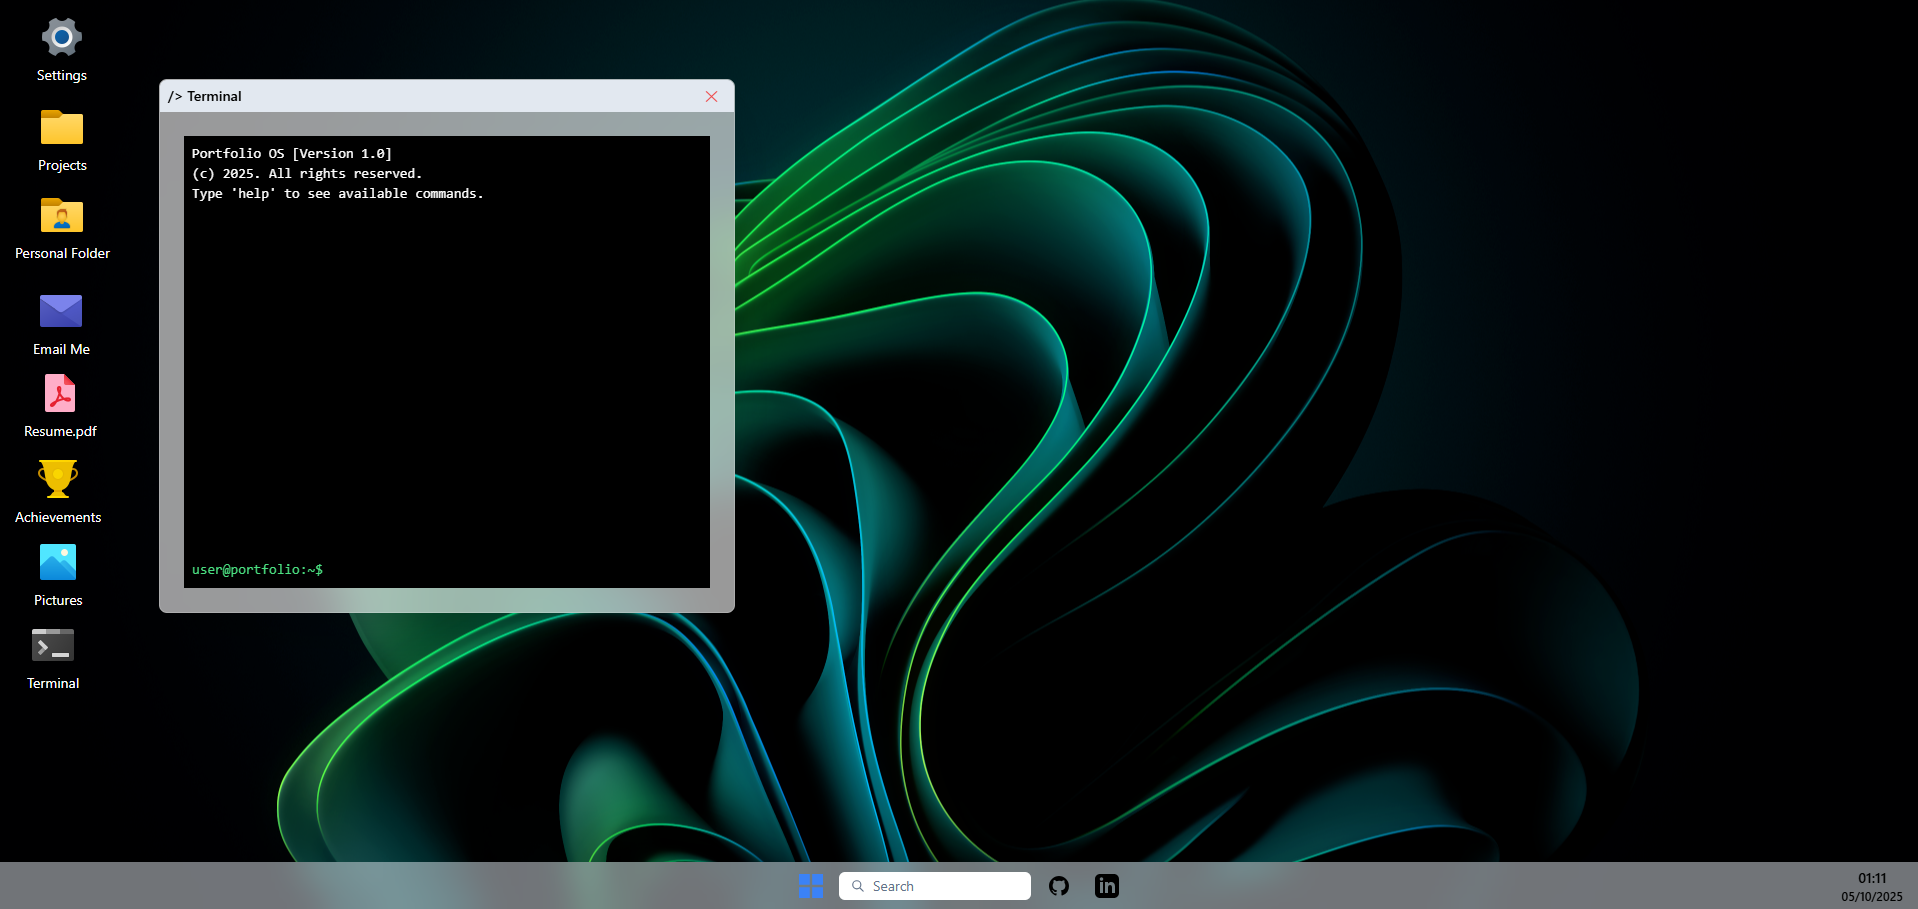 Settings
Projects
Personal Folder
Email Me
Resume.pdf
Achievements
Pictures
Terminal
/> Terminal
Portfolio OS [Version 1.0]
(c) 2025. All rights reserved.
Type 'help' to see available commands.
user@portfolio:~$
Search
in
01:11
05/10/2025